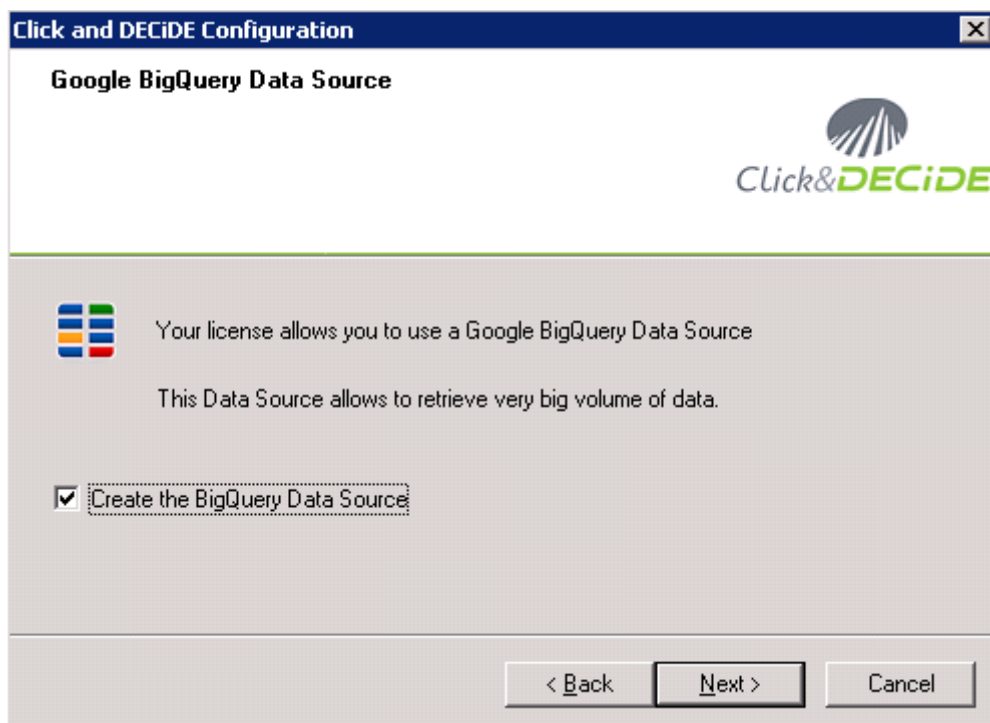 Click and DECiDE Configuration
Google BigQuery Data Source
Click&DECiDE
Your license allows you to use a Google BigQuery Data Source
This Data Source allows to retrieve very big volume of data.
Create the BigQuery Data Source
< Back Next > Cancel